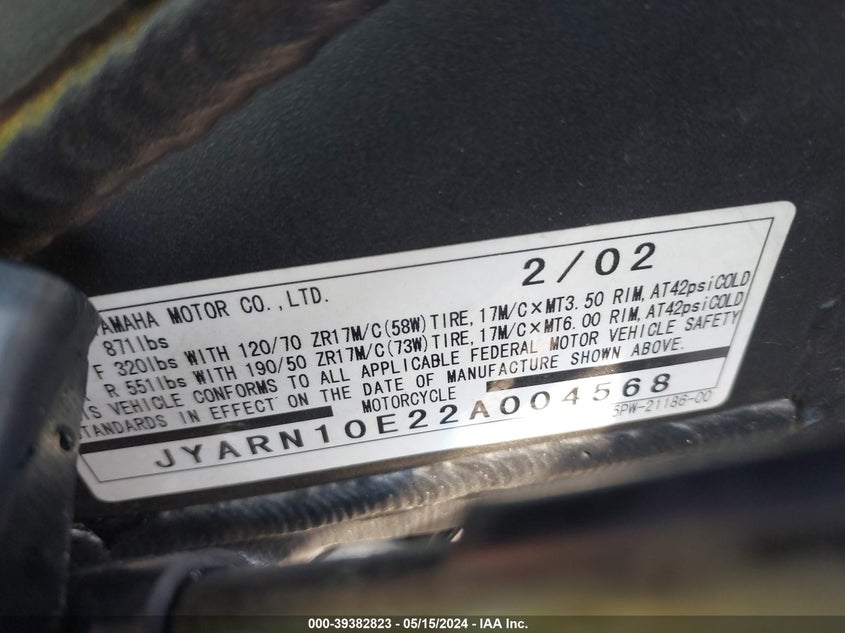 2/02
YAMAHA MOTOR CO.,LTD.
871lbs
F 320lbs WITH 120/70 ZR17M/C(58W)TIRE,17M/C×MT3.50 RIM,AT42psiCOLD
R 551lbs WITH 190/50 ZR17M/C(73W)TIRE,17M/C×MT6.00 RIM,AT42psiCOLD
IS VEHICLE CONFORMS TO ALL APPLICABLE FEDERAL MOTOR VEHICLE SAFETY
TANDARDS IN EFFECT ON THE DATE OF MANUFACTURE SHOWN ABOVE.
MOTORCYCLE
JYARN10E22A004568
5PW-21186-00
000-39382823 - 05/15/2024 - IAA Inc.